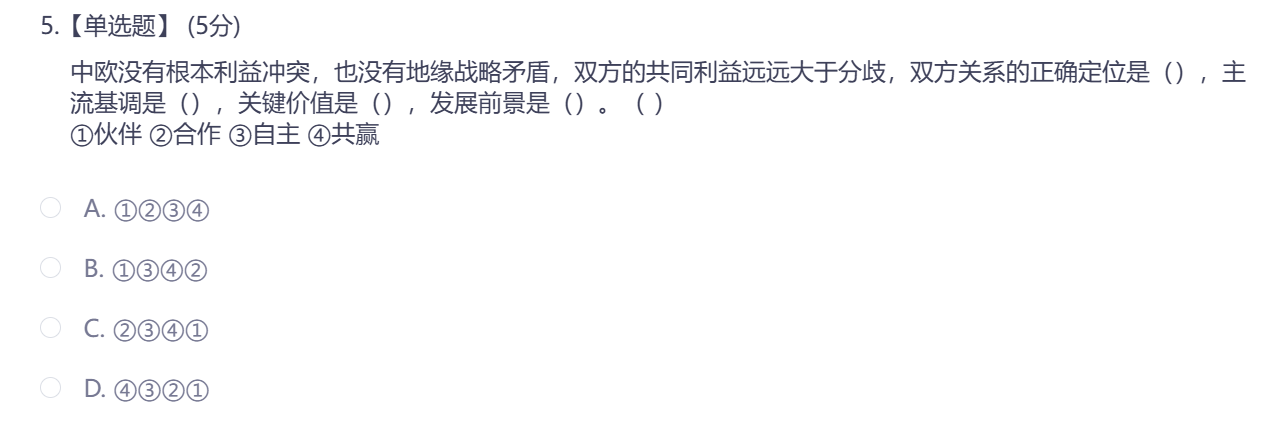 5.【单选题】 (5分)
中欧没有根本利益冲突，也没有地缘战略矛盾，双方的共同利益远远大于分歧，双方关系的正确定位是（），主
流基调是（），关键价值是（），发展前景是（）。（ ）
①伙伴 ②合作 ③自主 ④共赢
A. ①②③④
B. ①③④②
C. ②③④①
D. ④③②①